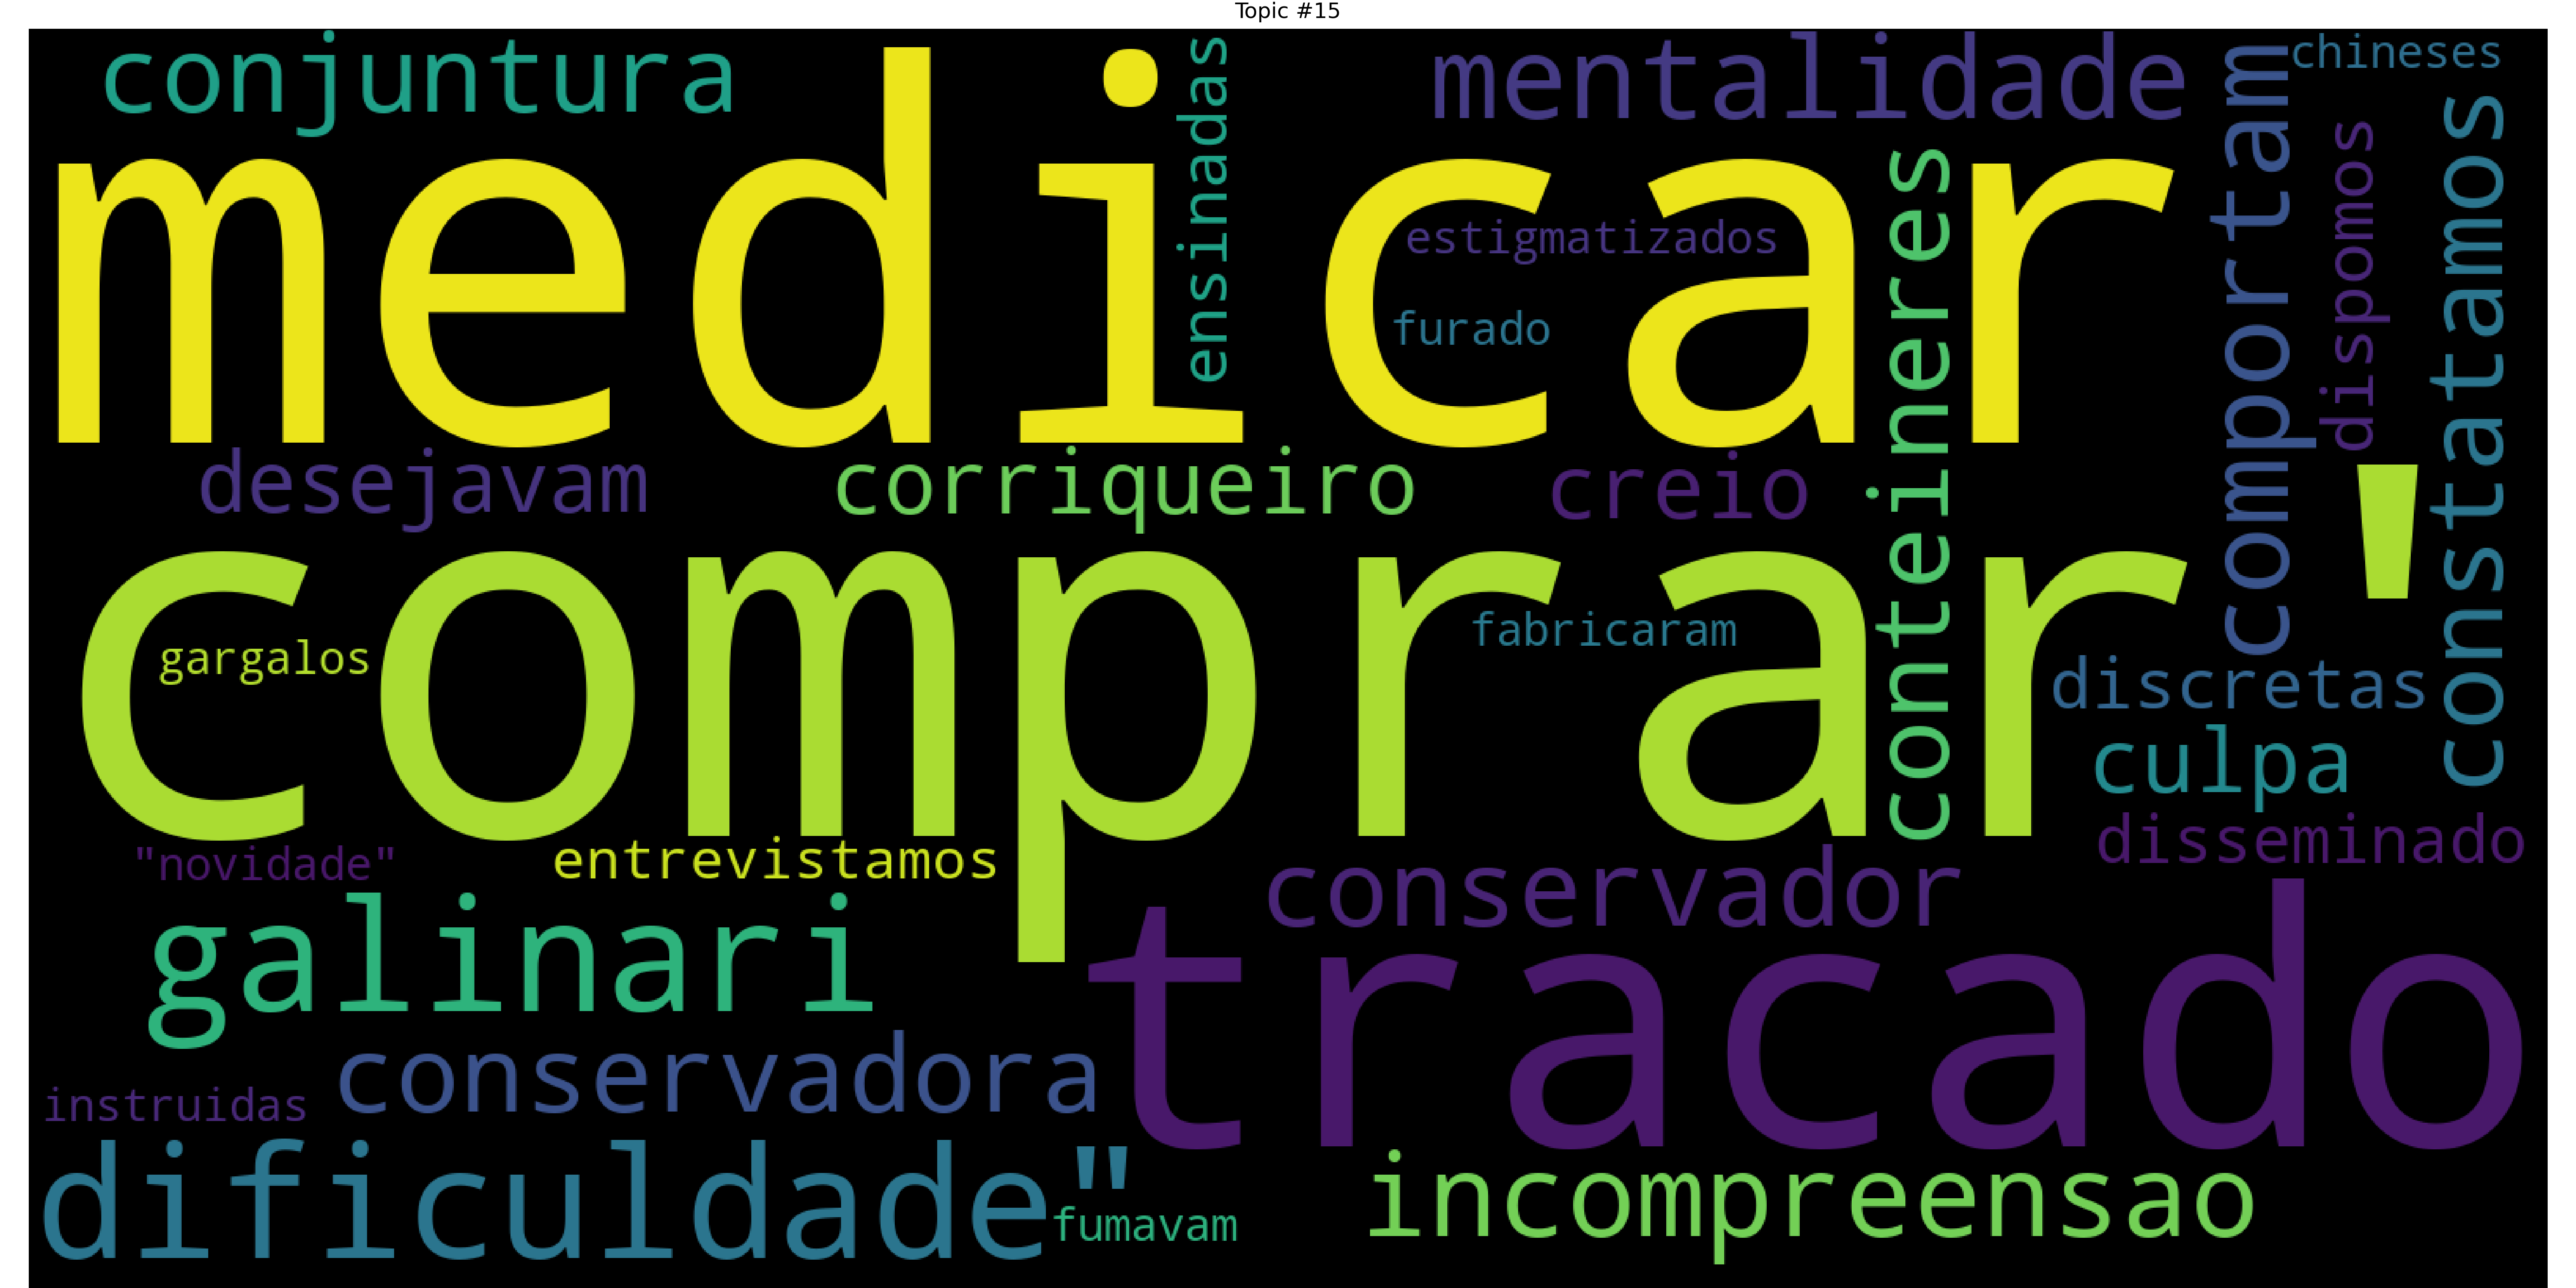 Topic #15
conjuntura
ensinadas
mentalidade
chineses
medicar
comportam
dispomos
constatamos
estigmatizados
furado
conteineres
desejavam
corriqueiro
creio
comprar'
fabricaram
gargalos
discretas
culpa
"novidade"
entrevistamos
disseminado
conservador
galinari
tracado
conservadora
instruidas
dificuldade"
fumavam
incompreensao